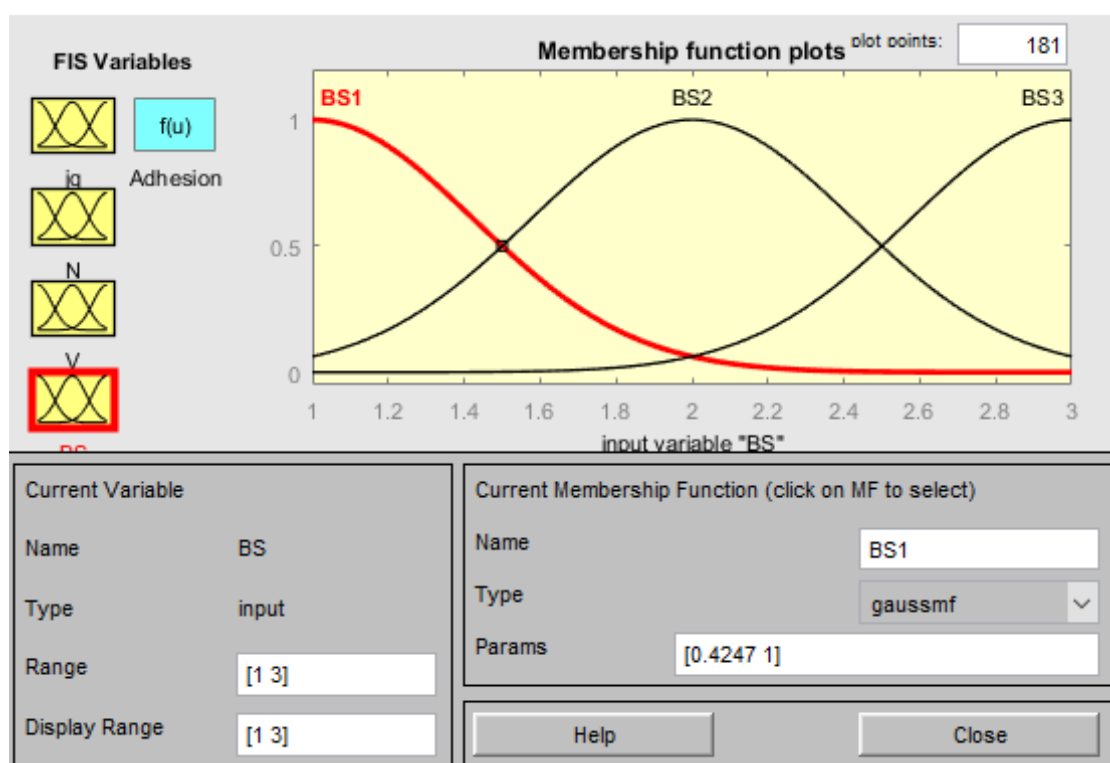 FIS Variables
f(u)
Adhesion
jg
N
V
BS
Membership function plots
plot points:
181
BS1
BS2
BS3
1
0.5
0
1 1.2 1.4 1.6 1.8 2 2.2 2.4 2.6 2.8 3
input variable "BS"
Current Variable
Name BS
Type input
Range [1 3]
Display Range [1 3]
Current Membership Function (click on MF to select)
Name BS1
Type gaussmf
Params [0.4247 1]
Help
Close